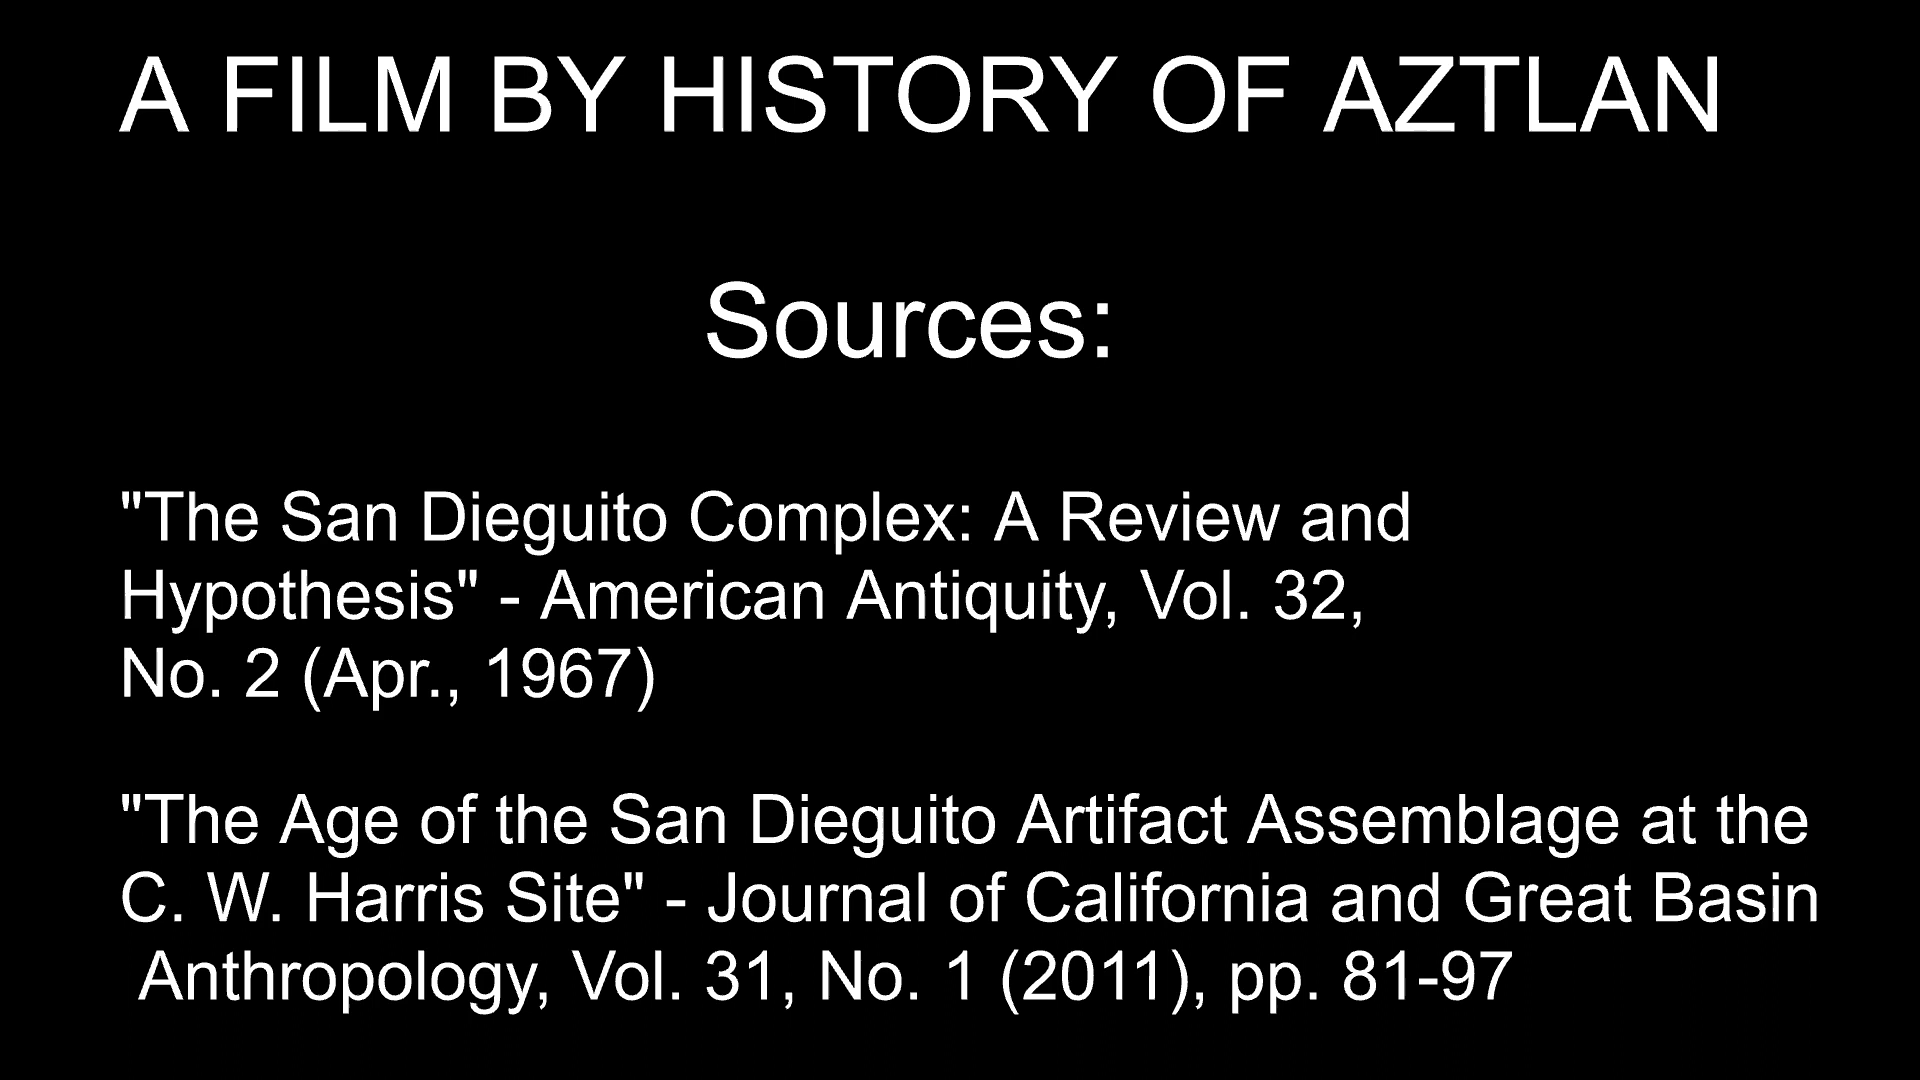 A FILM BY HISTORY OF AZTLAN
Sources:
"The San Dieguito Complex: A Review and
Hypothesis" - American Antiquity, Vol. 32,
No. 2 (Apr., 1967)
"The Age of the San Dieguito Artifact Assemblage at the
C. W. Harris Site" - Journal of California and Great Basin
Anthropology, Vol. 31, No. 1 (2011), pp. 81-97